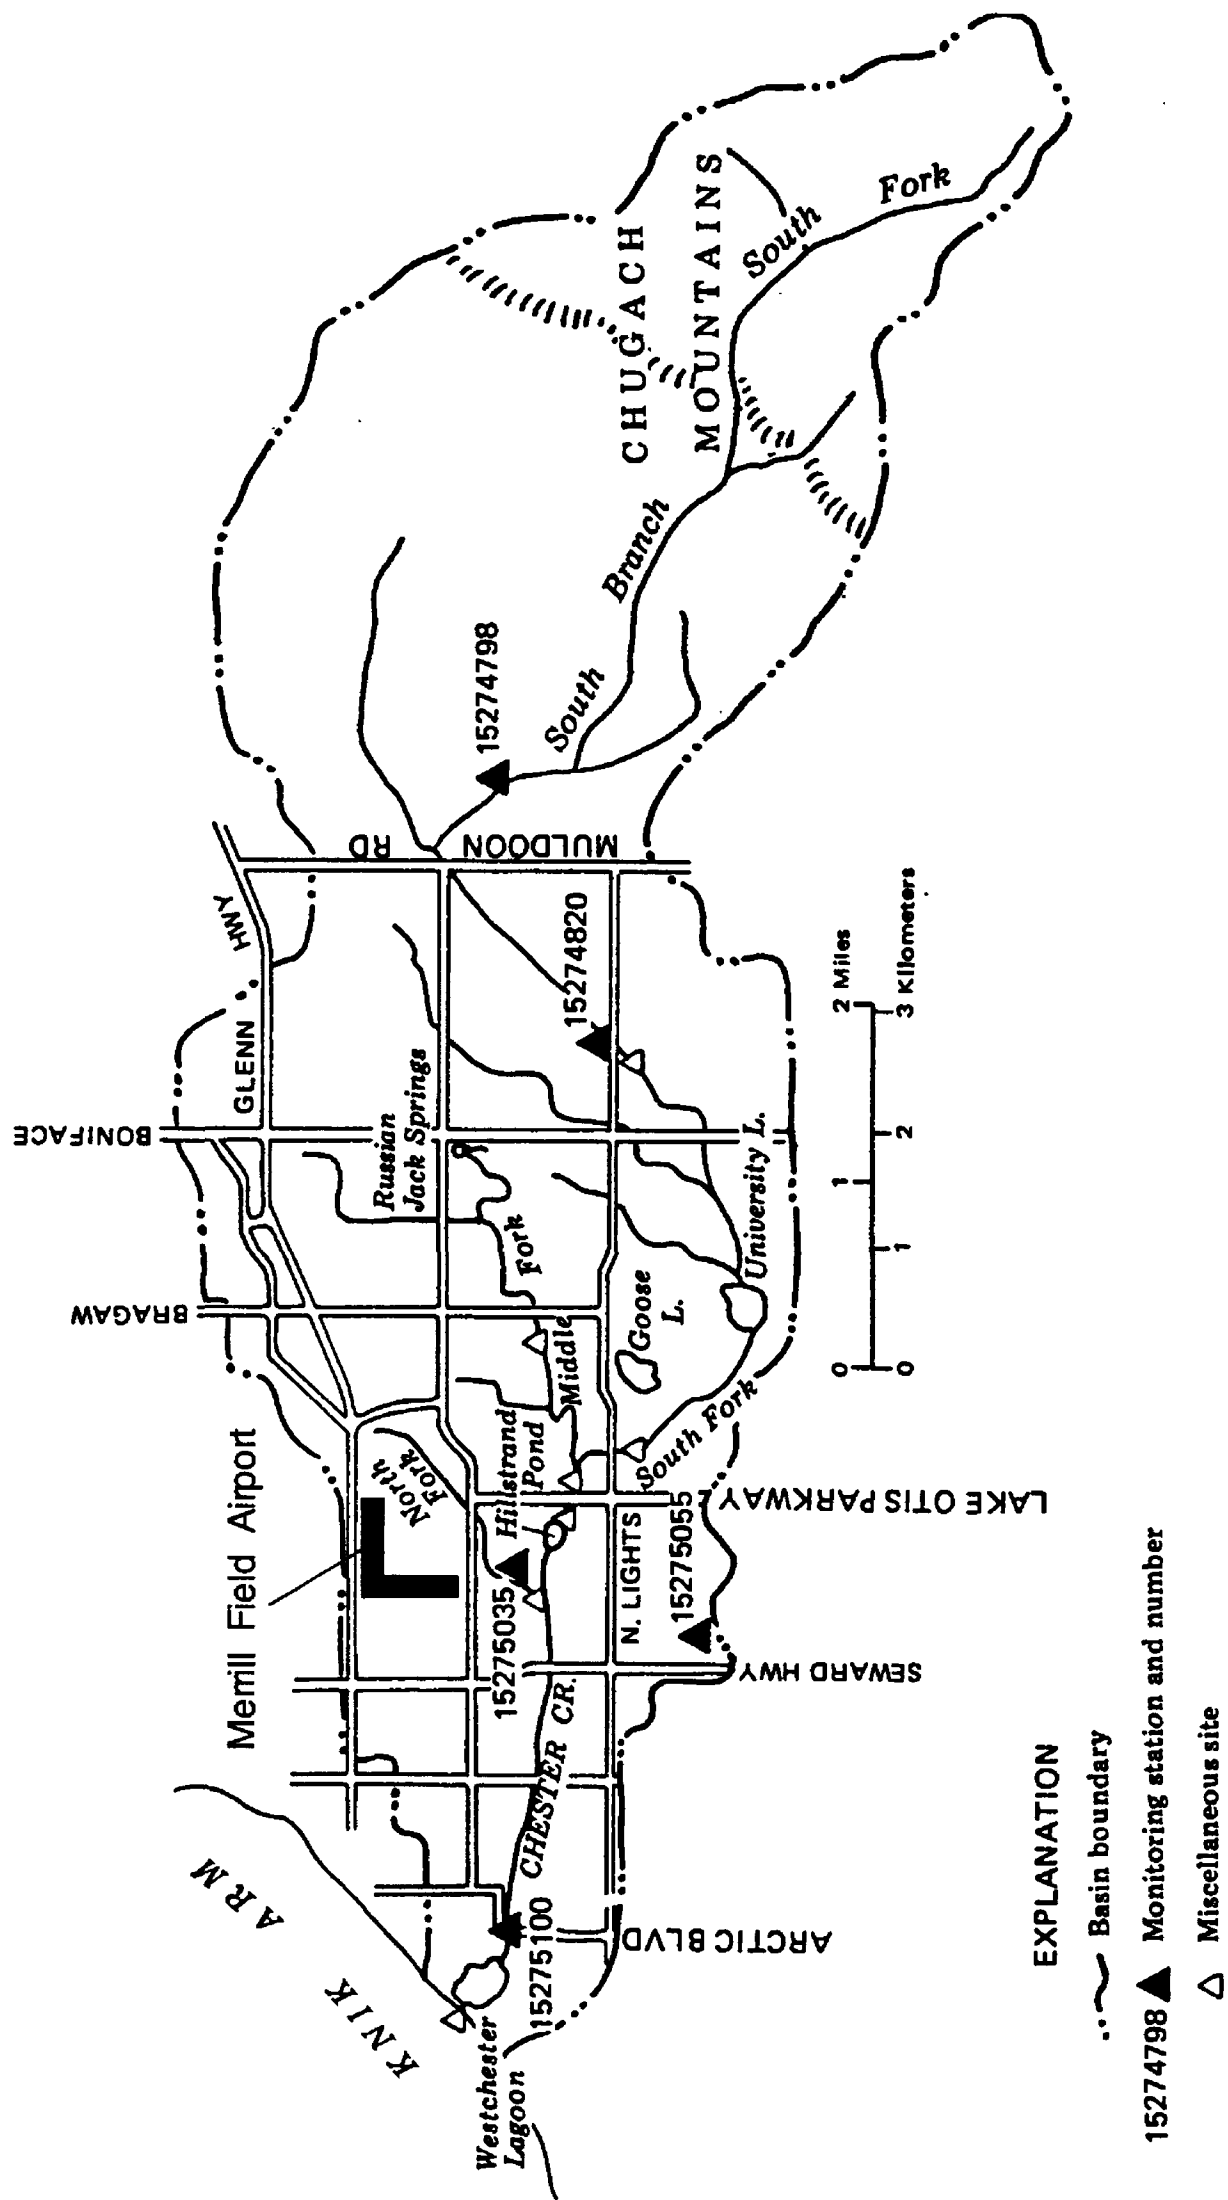 KNIK ARM
Merrill Field Airport
BRAGAW
BONIFACE
GLENN HWY
MULDOON RD
North
Fork
Russian
Jack Springs
Hillstrand
Pond
Middle Fork
Goose
L.
University L.
South Fork
N. LIGHTS
LAKE OTIS PARKWAY
SEWARD HWY
CHESTER CR.
ARCTIC BLVD
Westchester
Lagoon
15275100
15275035
15275055
15274820
15274798
South Branch
South Fork
CHUGACH
MOUNTAINS
0 1 2 Miles
0 1 2 3 Kilometers
EXPLANATION
Basin boundary
15274798 Monitoring station and number
Miscellaneous site